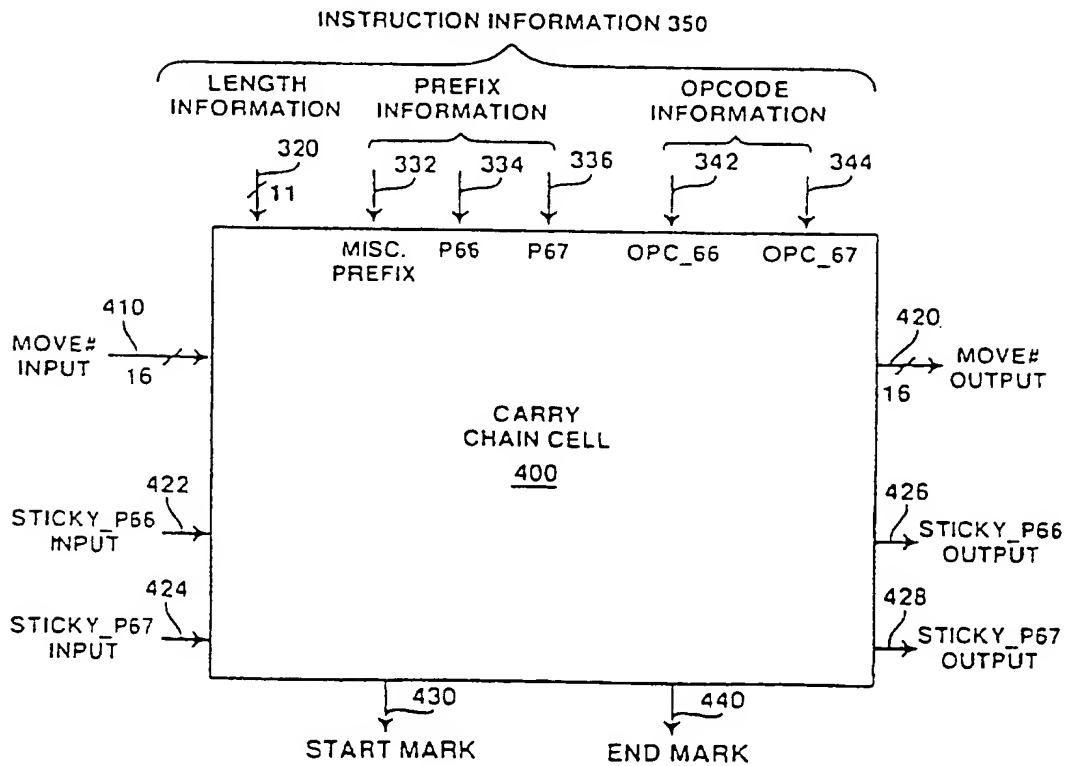 INSTRUCTION INFORMATION 350
LENGTH INFORMATION
PREFIX INFORMATION
OPCODE INFORMATION
320
11
332
334
336
342
344
MISC. PREFIX
P66
P67
OPC_66
OPC_67
410
MOVE# INPUT
16
420
MOVE# OUTPUT
16
CARRY
CHAIN CELL
400
422
STICKY_P66 INPUT
426
STICKY_P66 OUTPUT
424
STICKY_P67 INPUT
428
STICKY_P67 OUTPUT
430
440
START MARK
END MARK